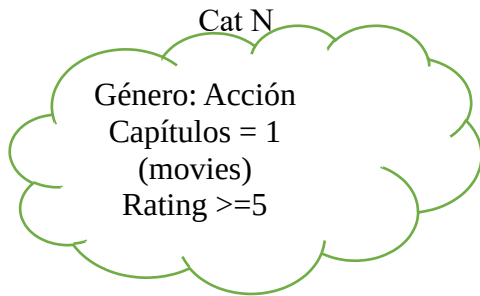 Cat N
Género: Acción
Capítulos = 1
(movies)
Rating >=5